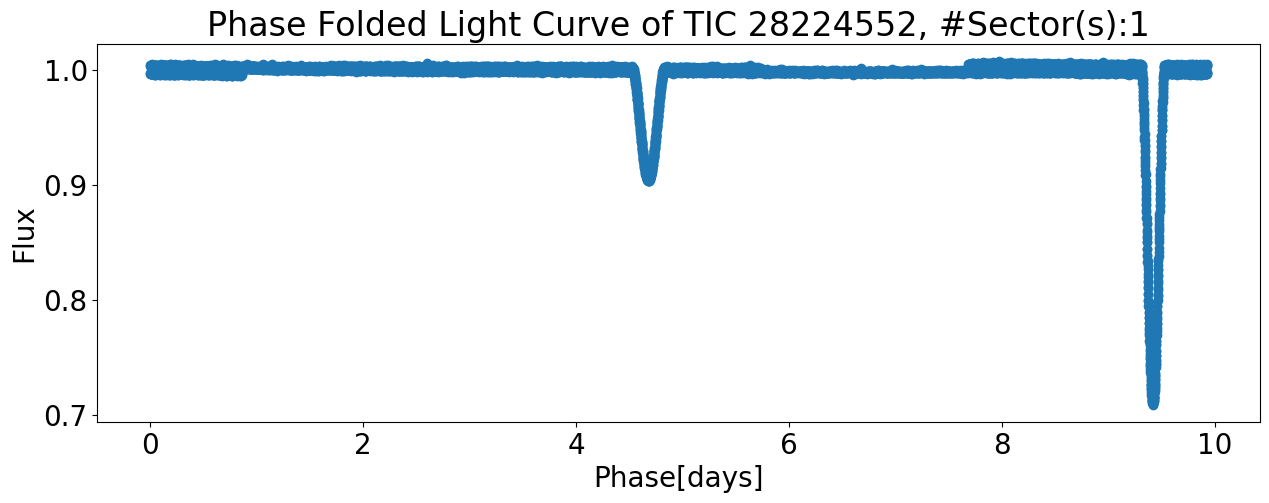 Phase Folded Light Curve of TIC 28224552, #Sector(s):1
1.0
0.9
0.8
0.7
Flux
0 2 4 6 8 10
Phase[days]